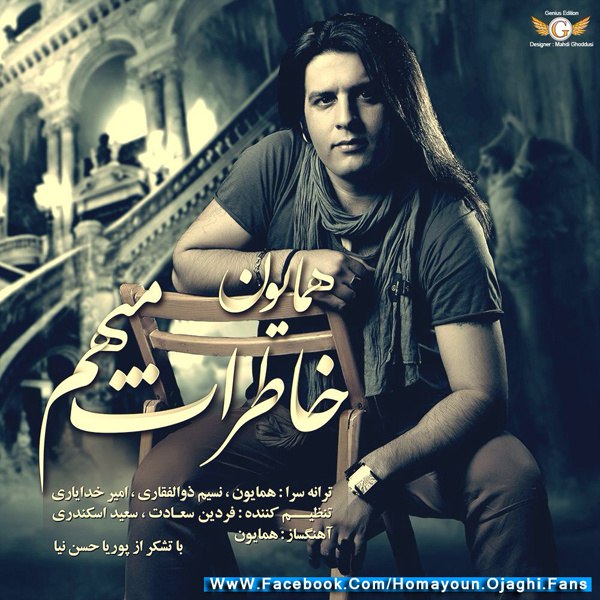 Genius Edition
G
Designer : Mahdi Ghoddusi
همایون
خاطرات مبهم
ترانه سرا : همایون ، نسیم ذوالفقاری ، امیر خدایاری
تنظیم کننده : فردین سعادت ، سعید اسکندری
آهنگساز : همایون
با تشکر از پوریا حسن نیا
WwW.Facebook.Com/Homayoun.Ojaghi.Fans